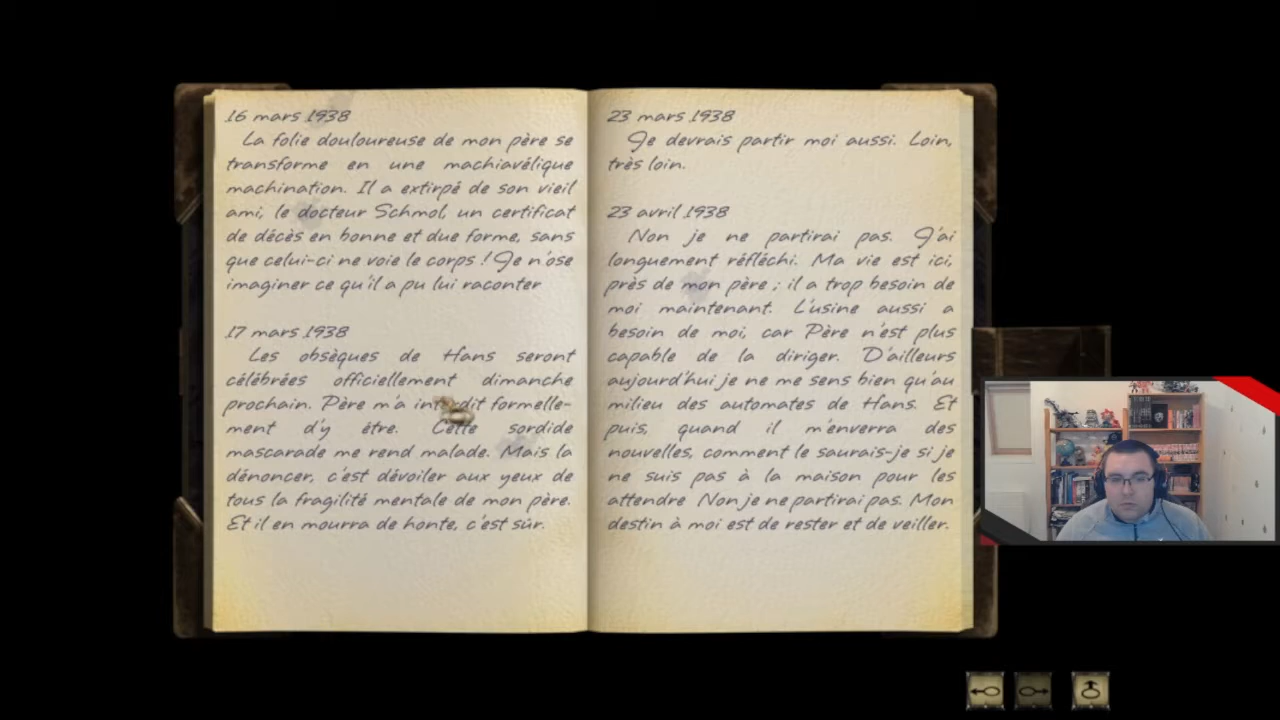 16 mars 1938
La folie douloureuse de mon père se
transforme en une machiavélique
machination. Il a extirpé de son vieil
ami, le docteur Schmol, un certificat
de décès en bonne et due forme, sans
que celui-ci ne voie le corps ! Je n'ose
imaginer ce qu'il a pu lui raconter
17 mars 1938
Les obsèques de Hans seront
célébrées officiellement dimanche
prochain. Père m'a interdit formelle-
ment d'y être. Cette sordide
mascarade me rend malade. Mais la
dénoncer, c'est dévoiler aux yeux de
tous la fragilité mentale de mon père.
Et il en mourra de honte, c'est sûr.
23 mars 1938
Je devrais partir moi aussi. Loin,
très loin.
23 avril 1938
Non je ne partirai pas. J'ai
longuement réfléchi. Ma vie est ici,
près de mon père ; il a trop besoin de
moi maintenant. L'usine aussi a
besoin de moi, car Père n'est plus
capable de la diriger. D'ailleurs
aujourd'hui je ne me sens bien qu'au
milieu des automates de Hans. Et
puis, quand il m'enverra des
nouvelles, comment le saurais-je si je
ne suis pas à la maison pour les
attendre Non je ne partirai pas. Mon
destin à moi est de rester et de veiller.